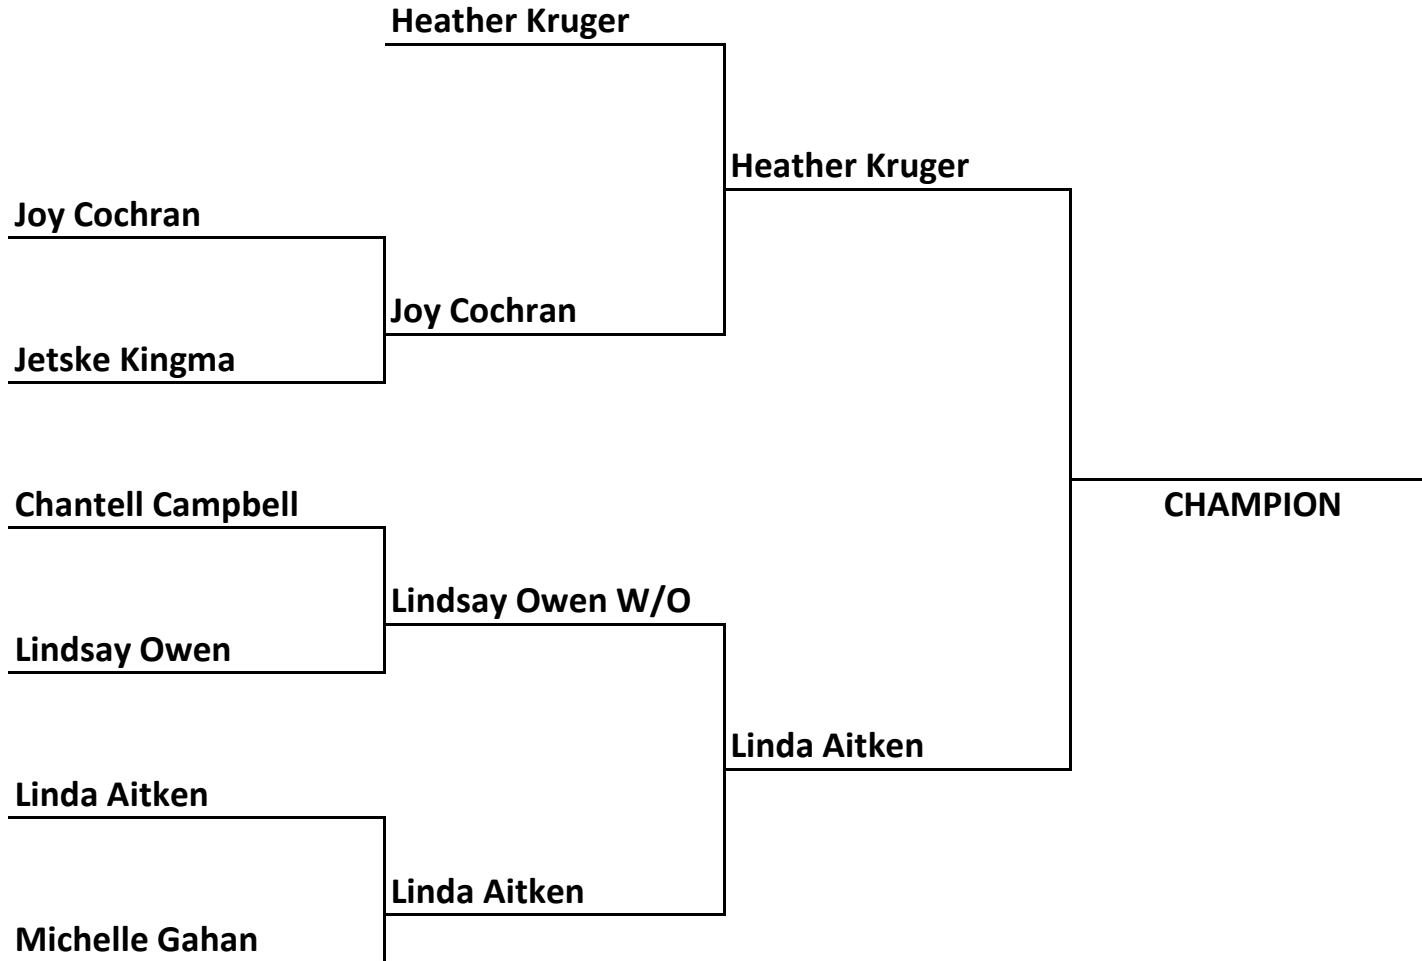 Heather Kruger
Heather Kruger
Joy Cochran
Joy Cochran
Jetske Kingma
Chantell Campbell
CHAMPION
Lindsay Owen W/O
Lindsay Owen
Linda Aitken
Linda Aitken
Linda Aitken
Michelle Gahan